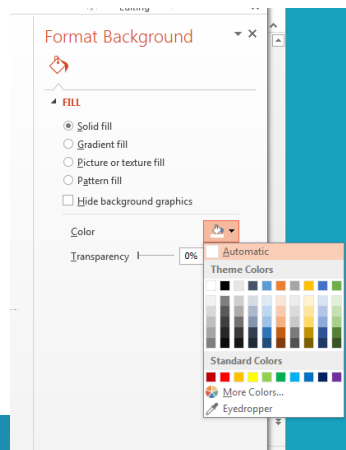 Editing
Format Background
FILL
Solid fill
Gradient fill
Picture or texture fill
Pattern fill
Hide background graphics
Color
Transparency 0%
Automatic
Theme Colors
Standard Colors
More Colors...
Eyedropper